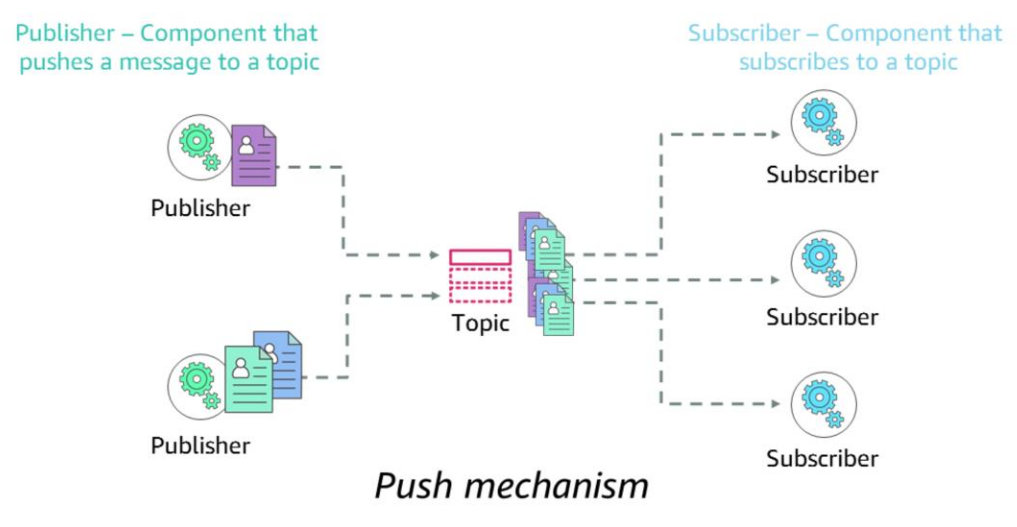 Publisher – Component that
pushes a message to a topic
Subscriber – Component that
subscribes to a topic
Publisher
Subscriber
Topic
Subscriber
Publisher
Subscriber
Push mechanism